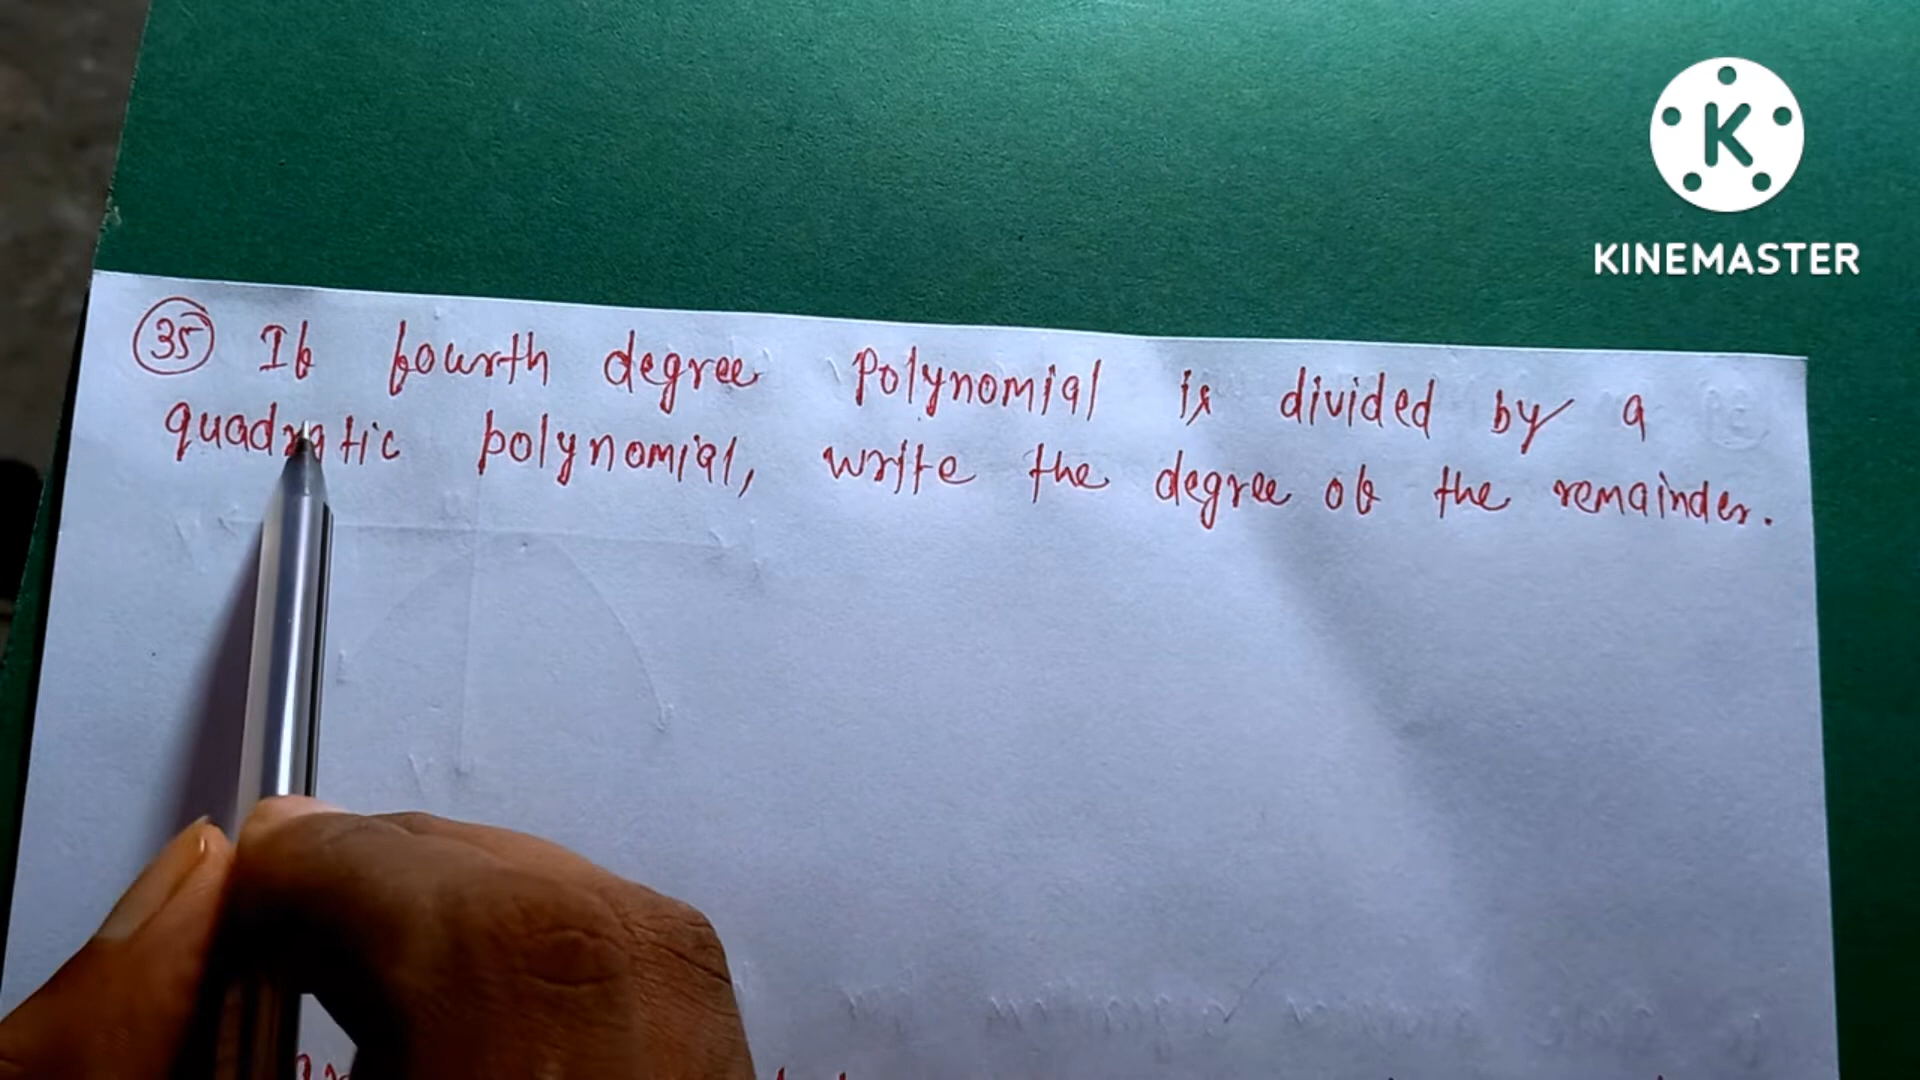 KINEMASTER
35 If fourth degree polynomial is divided by a
quadratic polynomial, write the degree of the remainder.